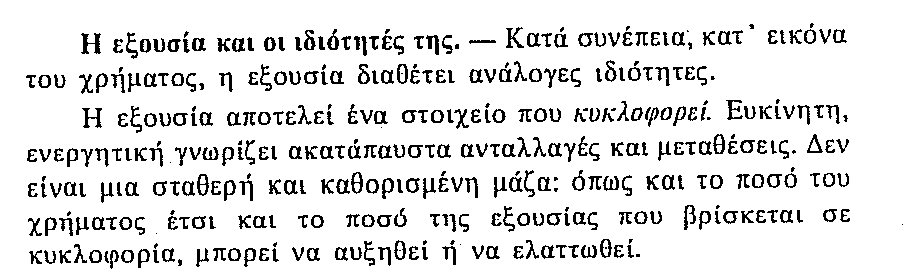 Η εξουσία και οι ιδιότητές της. — Κατά συνέπεια, κατ' εικόνα
του χρήματος, η εξουσία διαθέτει ανάλογες ιδιότητες.
Η εξουσία αποτελεί ένα στοιχείο που κυκλοφορεί. Ευκίνητη,
ενεργητική γνωρίζει ακατάπαυστα ανταλλαγές και μεταθέσεις. Δεν
είναι μια σταθερή και καθορισμένη μάζα: όπως και το ποσό του
χρήματος έτσι και το ποσό της εξουσίας που βρίσκεται σε
κυκλοφορία, μπορεί να αυξηθεί ή να ελαττωθεί.